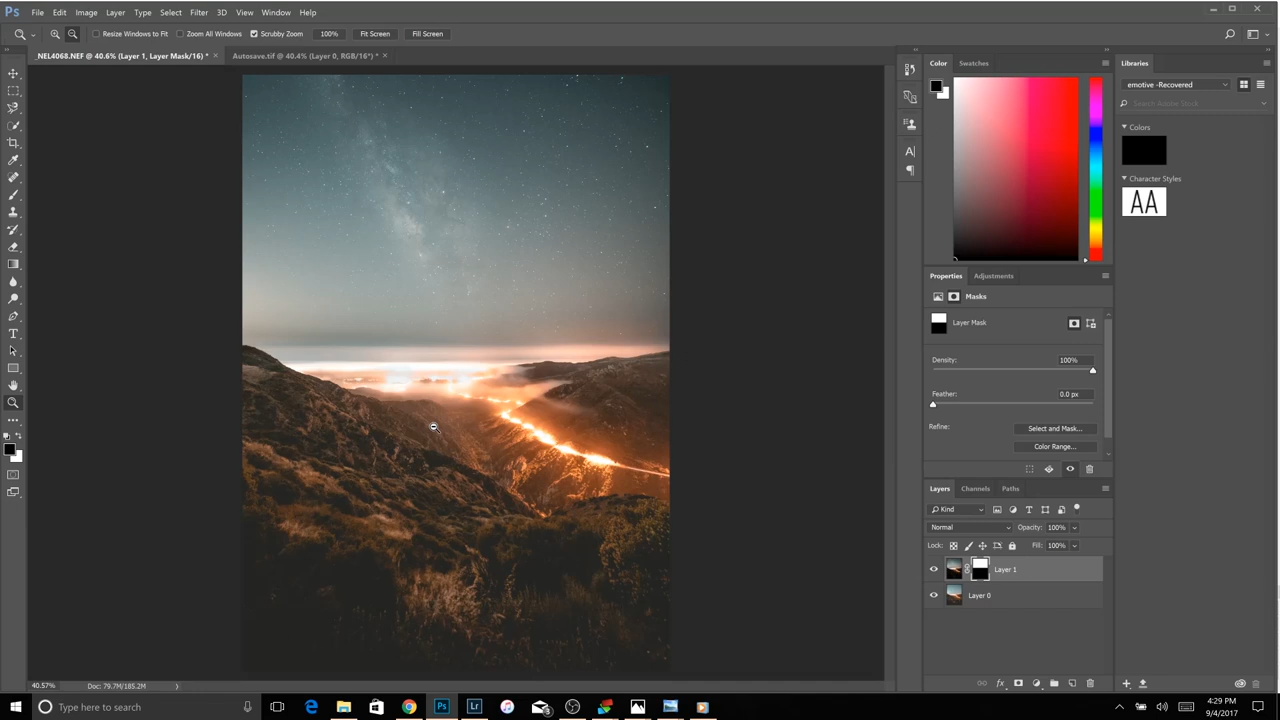 Ps File Edit Image Layer Type Select Filter 3D View Window Help
Resize Windows to Fit Zoom All Windows Scrubby Zoom 100% Fit Screen Fill Screen
_NEL4068.NEF @ 40.6% (Layer 1, Layer Mask/16) * × Autosave.tif @ 40.4% (Layer 0, RGB/16*) * ×
Color Swatches
Libraries
emotive -Recovered
Search Adobe Stock
Colors
Character Styles
AA
Properties Adjustments
Masks
Layer Mask
Density: 100%
Feather: 0.0 px
Refine: Select and Mask...
Color Range...
Layers Channels Paths
Kind
Normal Opacity: 100%
Lock: Fill: 100%
Layer 1
Layer 0
fx
40.57% Doc: 79.7M/185.2M
Type here to search
Ps Lr
4:29 PM
9/4/2017